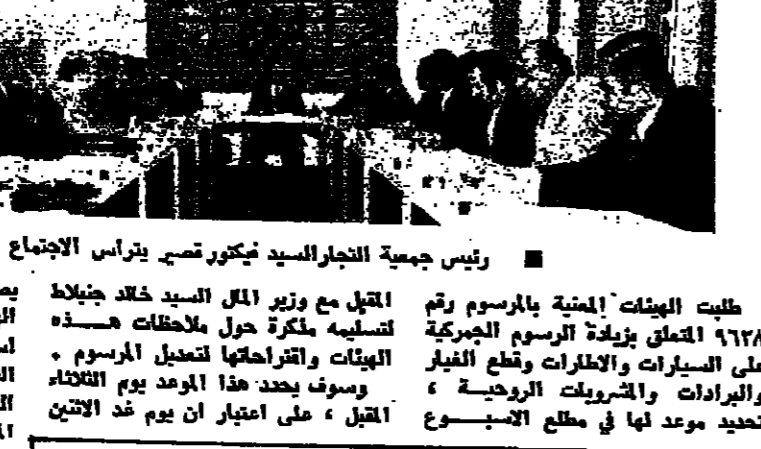 ■ رئيس جمعية التجار السيد فيكتور قصير يترأس الاجتماع
طلبت الهيئات المعنية بالمرسوم رقم
٩٦٢٨ المتعلق بزيادة الرسوم الجمركية
على السيارات والاطارات وقطع الغيار
والبرادات والمشروبات الروحيــة ،
تحديد موعد لها في مطلع الاسبـــوع
المقبل مع وزير المال السيد خالد جنبلاط
لتسليمه مذكرة حول ملاحظات هـــذه
الهيئات واقتراحاتها لتعديل المرسوم .
وسوف يحدد هذا الموعد يوم الثلاثاء
المقبل ، على اعتبار ان يوم غد الاثنين